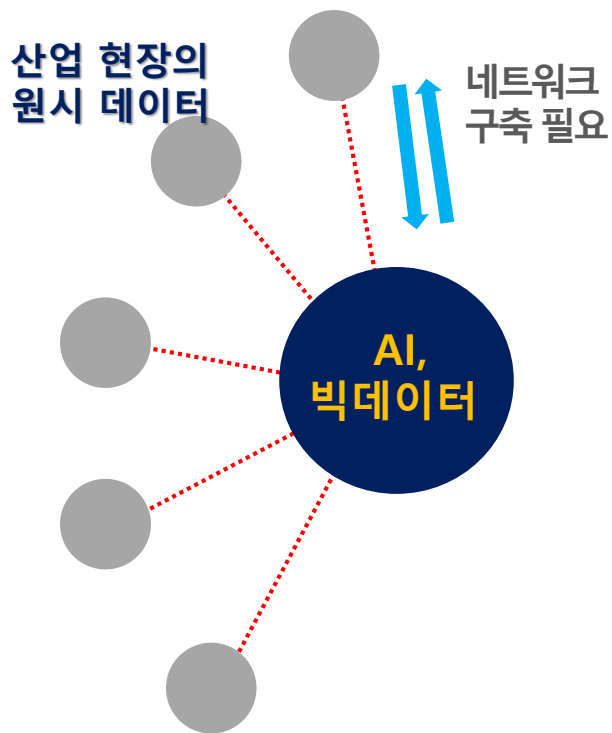 산업 현장의
원시 데이터
네트워크
구축 필요
AI,
빅데이터